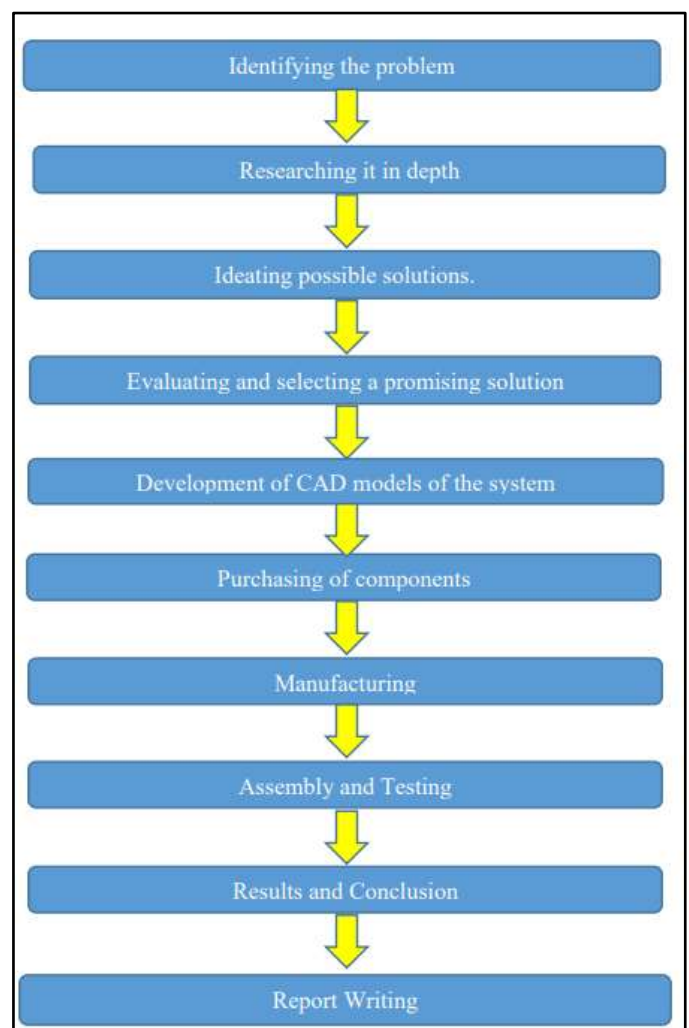 Identifying the problem
Researching it in depth
Ideating possible solutions.
Evaluating and selecting a promising solution
Development of CAD models of the system
Purchasing of components
Manufacturing
Assembly and Testing
Results and Conclusion
Report Writing